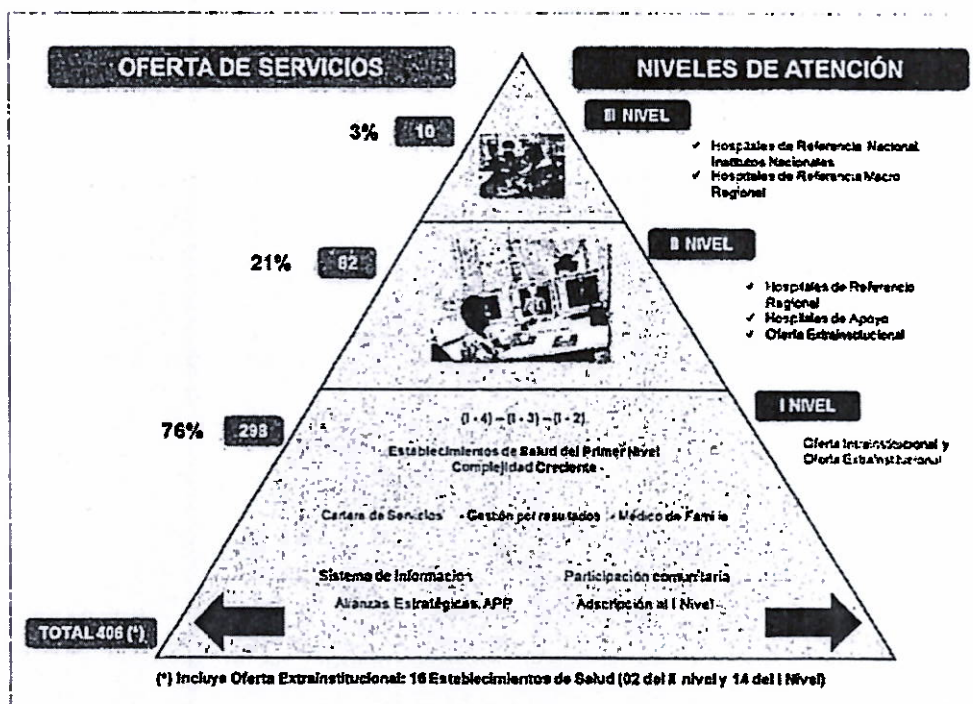 OFERTA DE SERVICIOS
NIVELES DE ATENCIÓN
3% 10
III NIVEL
✓ Hospitales de Referencia Nacional
Institutos Nacionales
✓ Hospitales de Referencia Macro
Regional
21% 82
II NIVEL
✓ Hospitales de Referencia
Regional
✓ Hospitales de Apoyo
✓ Oferta Extrainstitucional
76% 298
I NIVEL
Oferta Intrainstitucional y
Oferta Extrainstitucional
(I - 4) – (I - 3) – (I - 2)
Establecimientos de Salud del Primer Nivel
Complejidad Creciente -
Cartera de Servicios - Gestión por resultados - Médico de Familia
Sistema de Información
Participación comunitaria
Alianzas Estratégicas, APP
Adscripción al I Nivel
TOTAL 406 (*)
(*) Incluye Oferta Extrainstitucional: 16 Establecimientos de Salud (02 del II nivel y 14 del I Nivel)